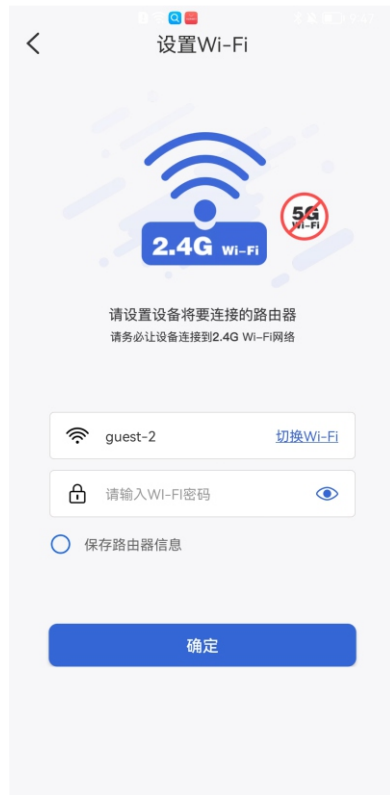 设置Wi-Fi
5G
Wi-Fi
2.4G Wi-Fi
请设置设备将要连接的路由器
请务必让设备连接到2.4G Wi-Fi网络
guest-2 切换Wi-Fi
请输入WI-FI密码
保存路由器信息
确定